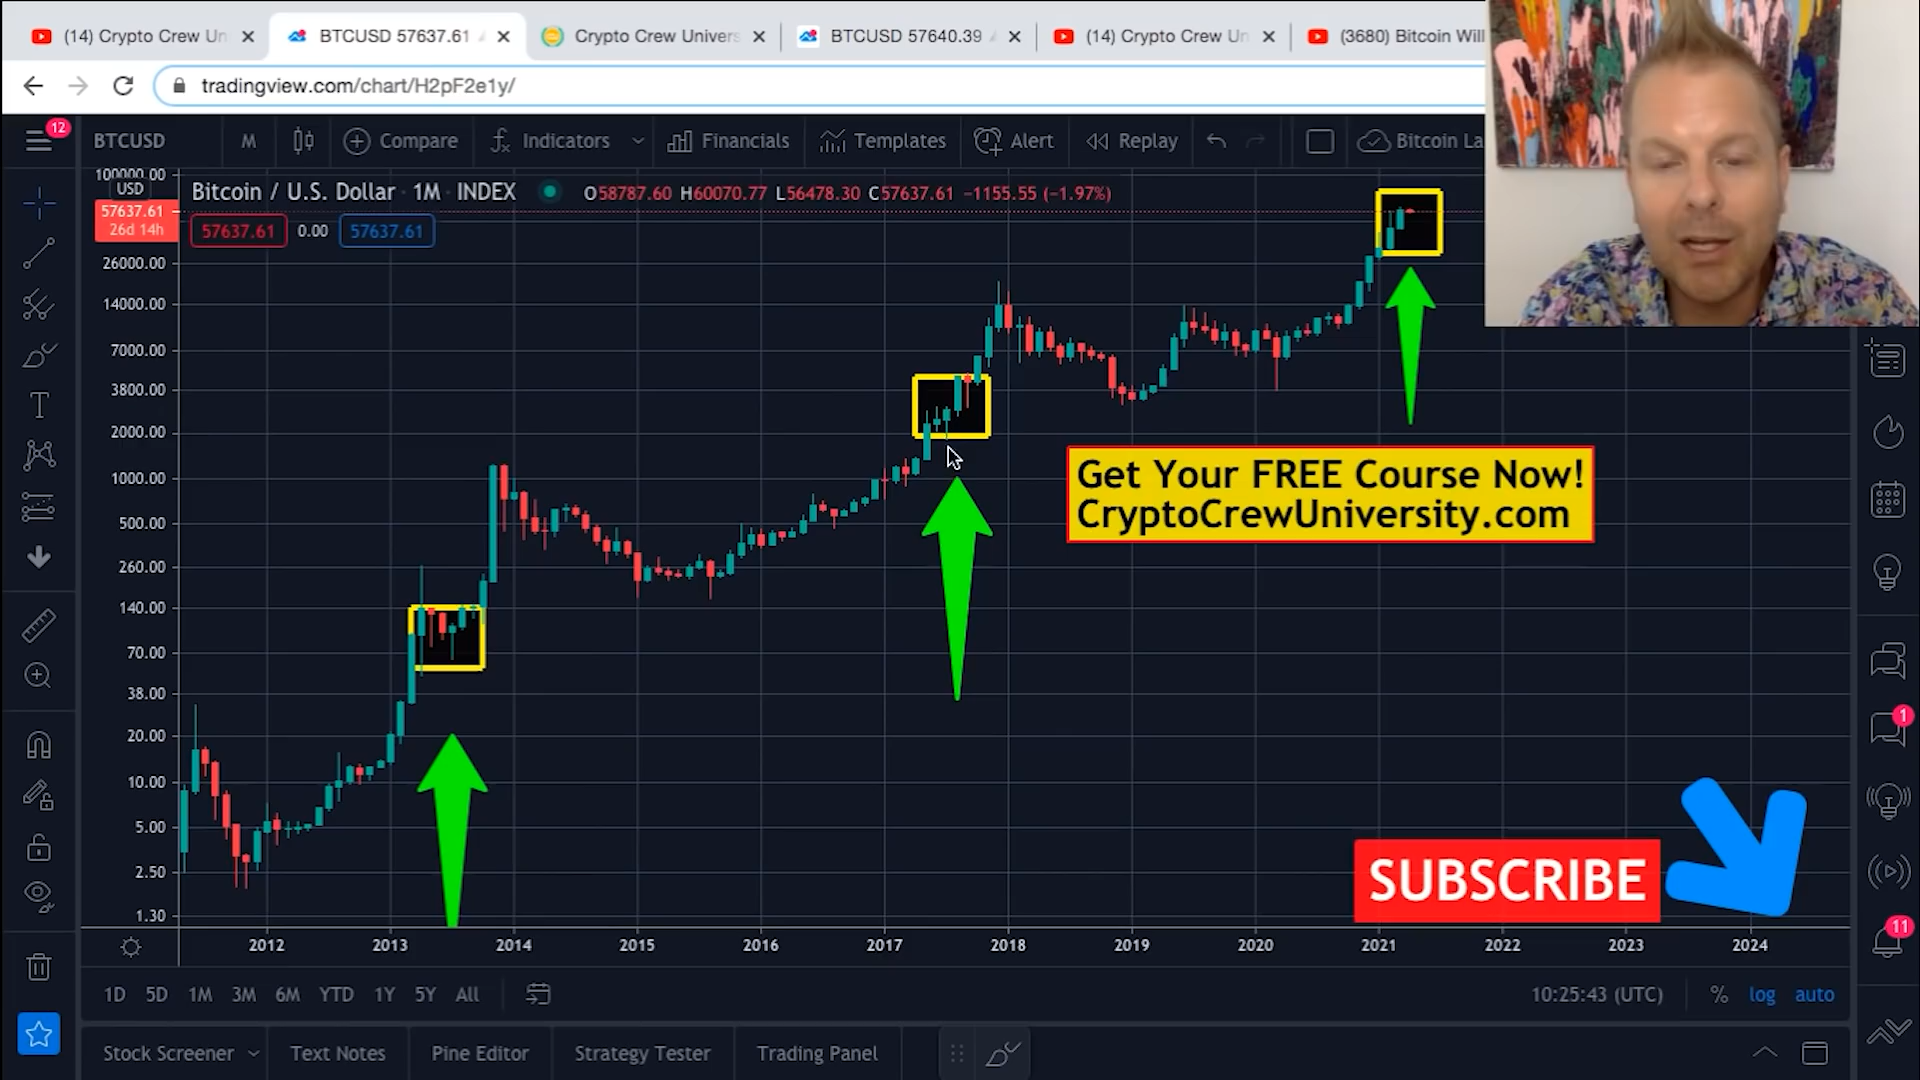 (14) Crypto Crew Un
BTCUSD 57637.61
Crypto Crew Univers
BTCUSD 57640.39
(14) Crypto Crew Un
(3680) Bitcoin Will
tradingview.com/chart/H2pF2e1y/
12
BTCUSD
M
Compare
Indicators
Financials
Templates
Alert
Replay
Bitcoin La
100000.00
USD
Bitcoin / U.S. Dollar · 1M · INDEX
O58787.60 H60070.77 L56478.30 C57637.61 −1155.55 (−1.97%)
57637.61
26d 14h
57637.61
0.00
57637.61
26000.00
14000.00
7000.00
3800.00
2000.00
1000.00
500.00
260.00
140.00
70.00
38.00
20.00
10.00
5.00
2.50
1.30
Get Your FREE Course Now!
CryptoCrewUniversity.com
1
SUBSCRIBE
11
2012 2013 2014 2015 2016 2017 2018 2019 2020 2021 2022 2023 2024
1D 5D 1M 3M 6M YTD 1Y 5Y All
10:25:43 (UTC)
% log auto
Stock Screener
Text Notes
Pine Editor
Strategy Tester
Trading Panel